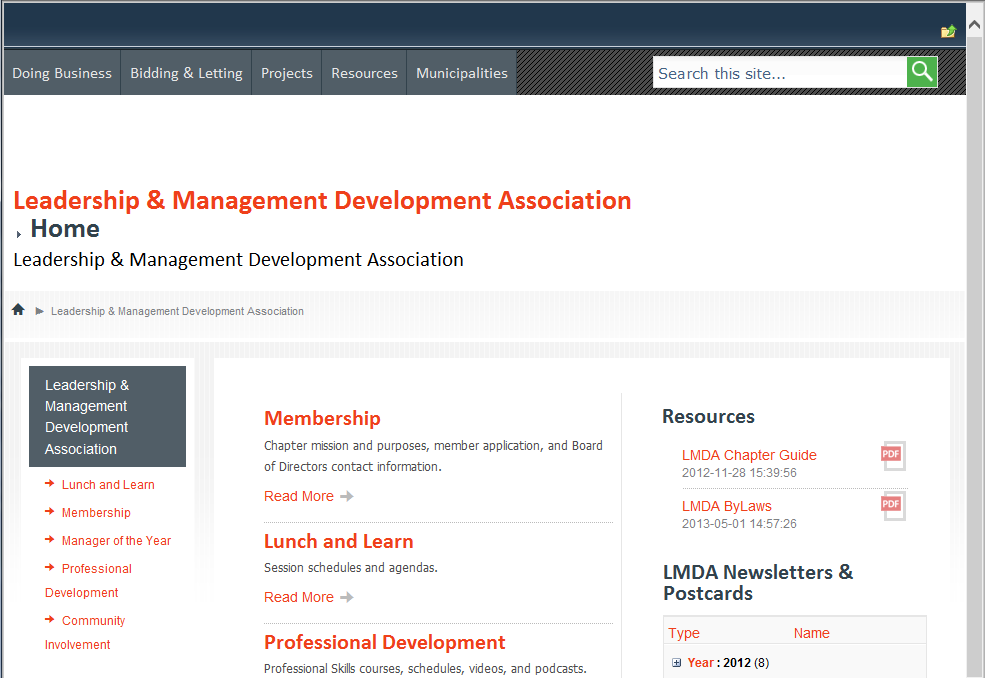 Doing Business
Bidding & Letting
Projects
Resources
Municipalities
Search this site...
Leadership & Management Development Association
Home
Leadership & Management Development Association
Leadership & Management Development Association
Leadership &
Management
Development
Association
Lunch and Learn
Membership
Manager of the Year
Professional
Development
Community
Involvement
Membership
Chapter mission and purposes, member application, and Board
of Directors contact information.
Read More
Lunch and Learn
Session schedules and agendas.
Read More
Professional Development
Professional Skills courses, schedules, videos, and podcasts.
Resources
LMDA Chapter Guide
PDF
2012-11-28 15:39:56
LMDA ByLaws
PDF
2013-05-01 14:57:26
LMDA Newsletters &
Postcards
Type Name
Year : 2012 (8)